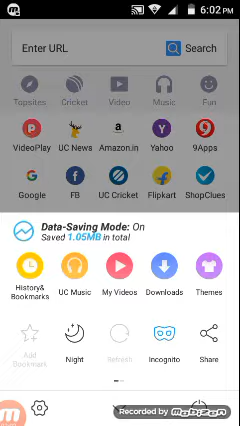 6:02 PM
Enter URL
Search
Topsites Cricket Video Music Fun
VideoPlay UC News Amazon.in Yahoo 9Apps
Google FB UC Cricket Flipkart ShopClues
Data-Saving Mode: On
Saved 1.05MB in total
History& Bookmarks
UC Music My Videos Downloads Themes
Add Bookmark
Night Refresh Incognito Share
Recorded by MOBIZEN